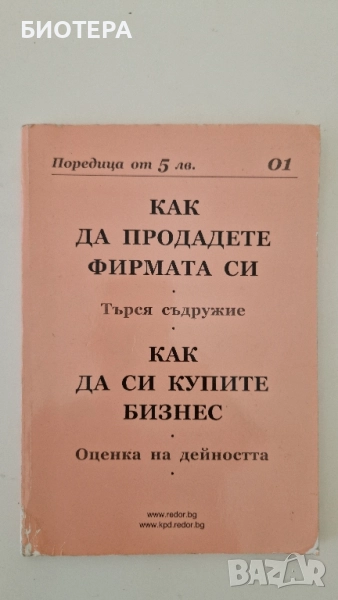 БИОТЕРА
Поредица от 5 лв. 01
КАК
ДА ПРОДАДЕТЕ
ФИРМАТА СИ
·
Търся съдружие
·
КАК
ДА СИ КУПИТЕ
БИЗНЕС
·
Оценка на дейността
·
www.redor.bg
www.kpd.redor.bg
BAZAR